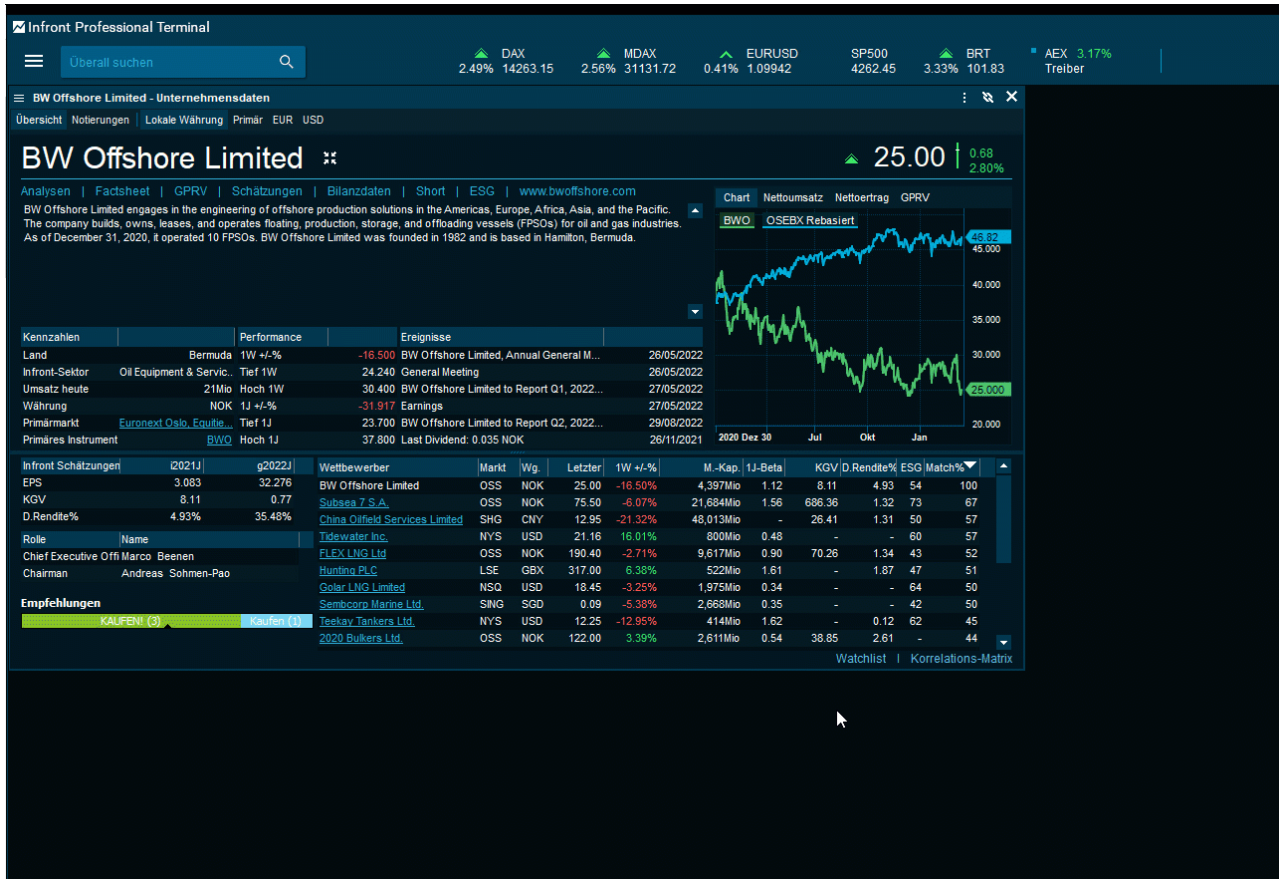 Infront Professional Terminal
Überall suchen
DAX
2.49% 14263.15
MDAX
2.56% 31131.72
EURUSD
0.41% 1.09942
SP500
4262.45
BRT
3.33% 101.83
AEX 3.17%
Treiber
BW Offshore Limited - Unternehmensdaten
Übersicht Notierungen | Lokale Währung Primär EUR USD
BW Offshore Limited
25.00 0.68
2.80%
Analysen | Factsheet | GPRV | Schätzungen | Bilanzdaten | Short | ESG | www.bwoffshore.com
BW Offshore Limited engages in the engineering of offshore production solutions in the Americas, Europe, Africa, Asia, and the Pacific.
The company builds, owns, leases, and operates floating, production, storage, and offloading vessels (FPSOs) for oil and gas industries.
As of December 31, 2020, it operated 10 FPSOs. BW Offshore Limited was founded in 1982 and is based in Hamilton, Bermuda.
Chart Nettoumsatz Nettoertrag GPRV
BWO OSEBX Rebasiert
46.82
45.000
40.000
35.000
30.000
25.000
20.000
2020 Dez 30 Jul Okt Jan
Kennzahlen Performance Ereignisse
Land Bermuda 1W +/-% -16.500 BW Offshore Limited, Annual General M... 26/05/2022
Infront-Sektor Oil Equipment & Servic.. Tief 1W 24.240 General Meeting 26/05/2022
Umsatz heute 21Mio Hoch 1W 30.400 BW Offshore Limited to Report Q1, 2022... 27/05/2022
Währung NOK 1J +/-% -31.917 Earnings 27/05/2022
Primärmarkt Euronext Oslo, Equitie... Tief 1J 23.700 BW Offshore Limited to Report Q2, 2022... 29/08/2022
Primäres Instrument BWO Hoch 1J 37.800 Last Dividend: 0.035 NOK 26/11/2021
Infront Schätzungen i2021J g2022J
EPS 3.083 32.276
KGV 8.11 0.77
D.Rendite% 4.93% 35.48%
Rolle Name
Chief Executive Offi Marco Beenen
Chairman Andreas Sohmen-Pao
Empfehlungen
KAUFEN! (3) Kaufen (1)
Wettbewerber Markt Wg. Letzter 1W +/-% M.-Kap. 1J-Beta KGV D.Rendite% ESG Match%
BW Offshore Limited OSS NOK 25.00 -16.50% 4,397Mio 1.12 8.11 4.93 54 100
Subsea 7 S.A. OSS NOK 75.50 -6.07% 21,684Mio 1.56 686.36 1.32 73 67
China Oilfield Services Limited SHG CNY 12.95 -21.32% 48,013Mio - 26.41 1.31 50 57
Tidewater Inc. NYS USD 21.16 16.01% 800Mio 0.48 - - 60 57
FLEX LNG Ltd OSS NOK 190.40 -2.71% 9,617Mio 0.90 70.26 1.34 43 52
Hunting PLC LSE GBX 317.00 6.38% 522Mio 1.61 - 1.87 47 51
Golar LNG Limited NSQ USD 18.45 -3.25% 1,975Mio 0.34 - - 64 50
Sembcorp Marine Ltd. SING SGD 0.09 -5.38% 2,668Mio 0.35 - - 42 50
Teekay Tankers Ltd. NYS USD 12.25 -12.95% 414Mio 1.62 - 0.12 62 45
2020 Bulkers Ltd. OSS NOK 122.00 3.39% 2,611Mio 0.54 38.85 2.61 - 44
Watchlist | Korrelations-Matrix